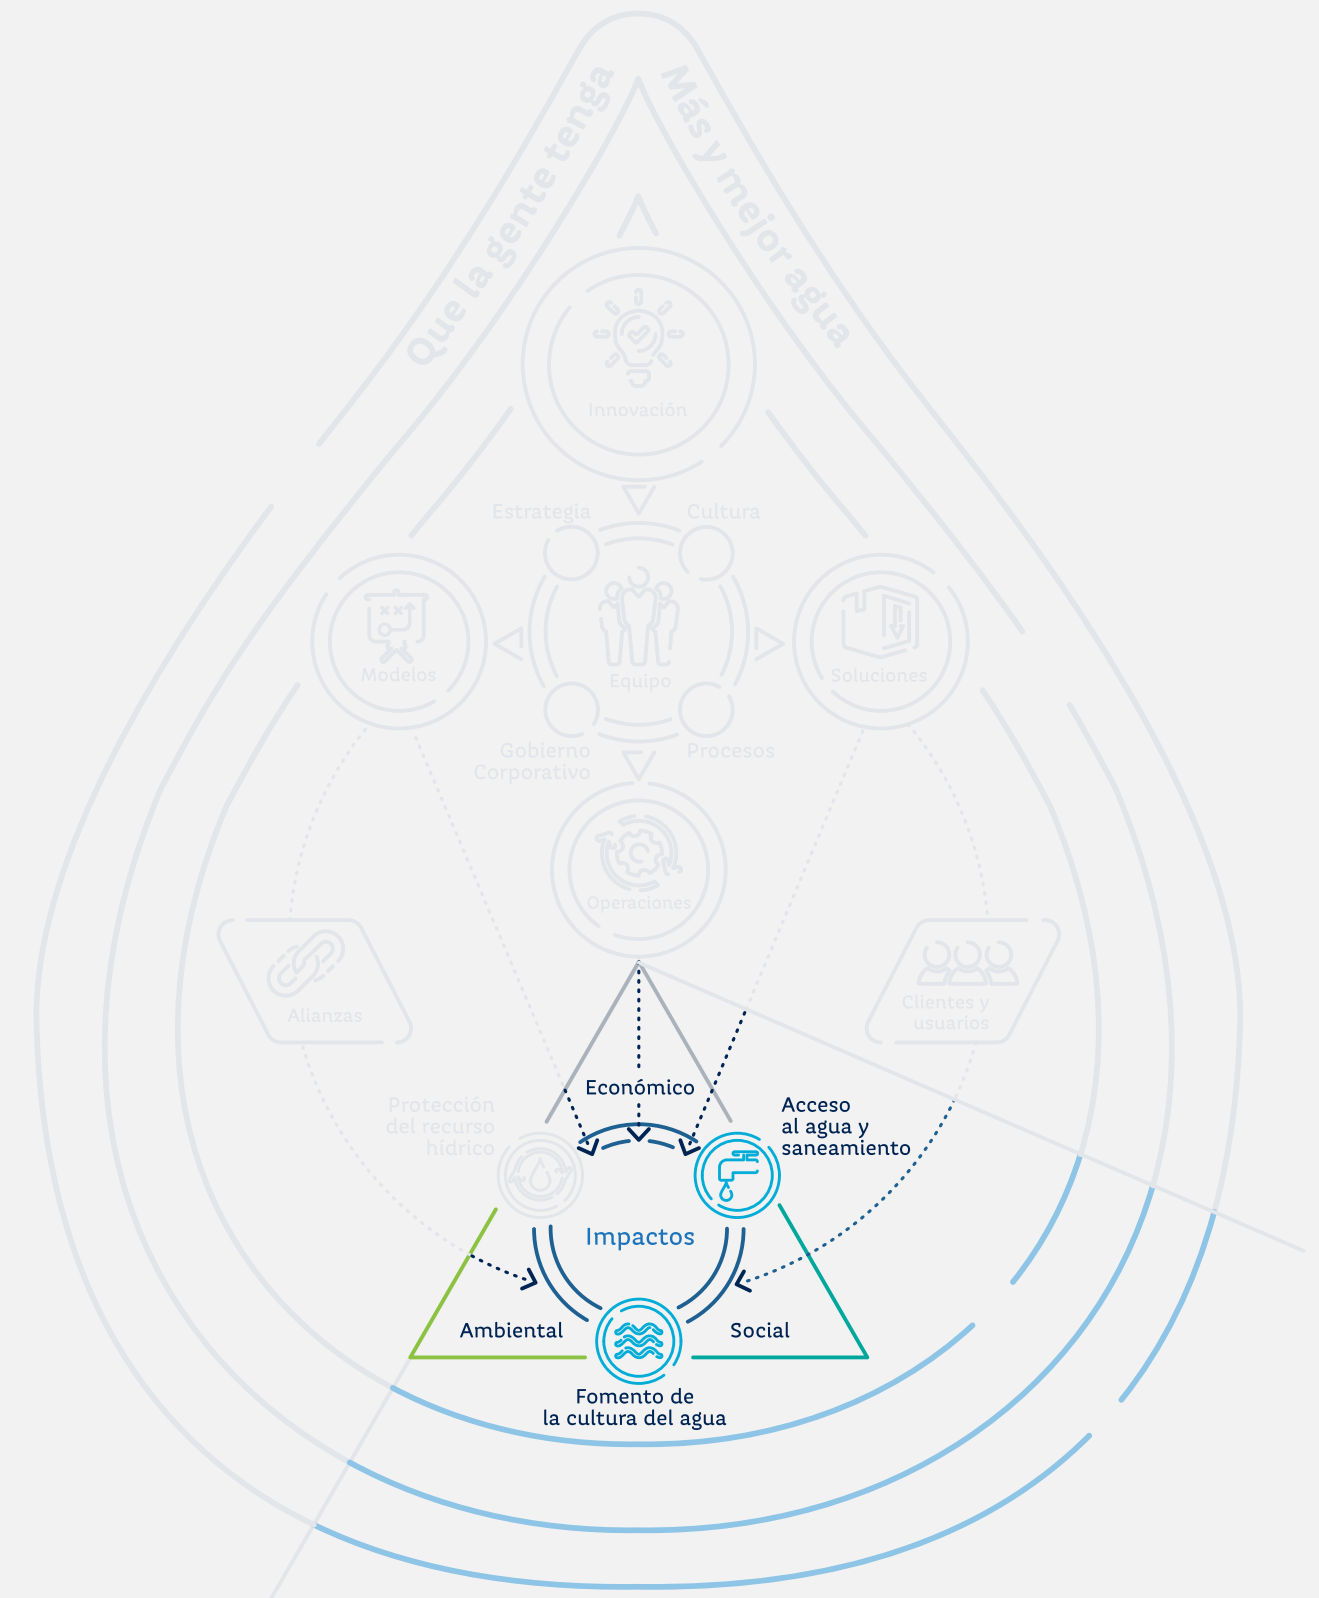 Que la gente tenga
Más y mejor agua
Innovación
Estrategia
Cultura
Modelos
Equipo
Soluciones
Gobierno
Corporativo
Procesos
Operaciones
Alianzas
Clientes y
usuarios
Económico
Protección
del recurso
hídrico
Acceso
al agua y
saneamiento
Impactos
Ambiental
Social
Fomento de
la cultura del agua